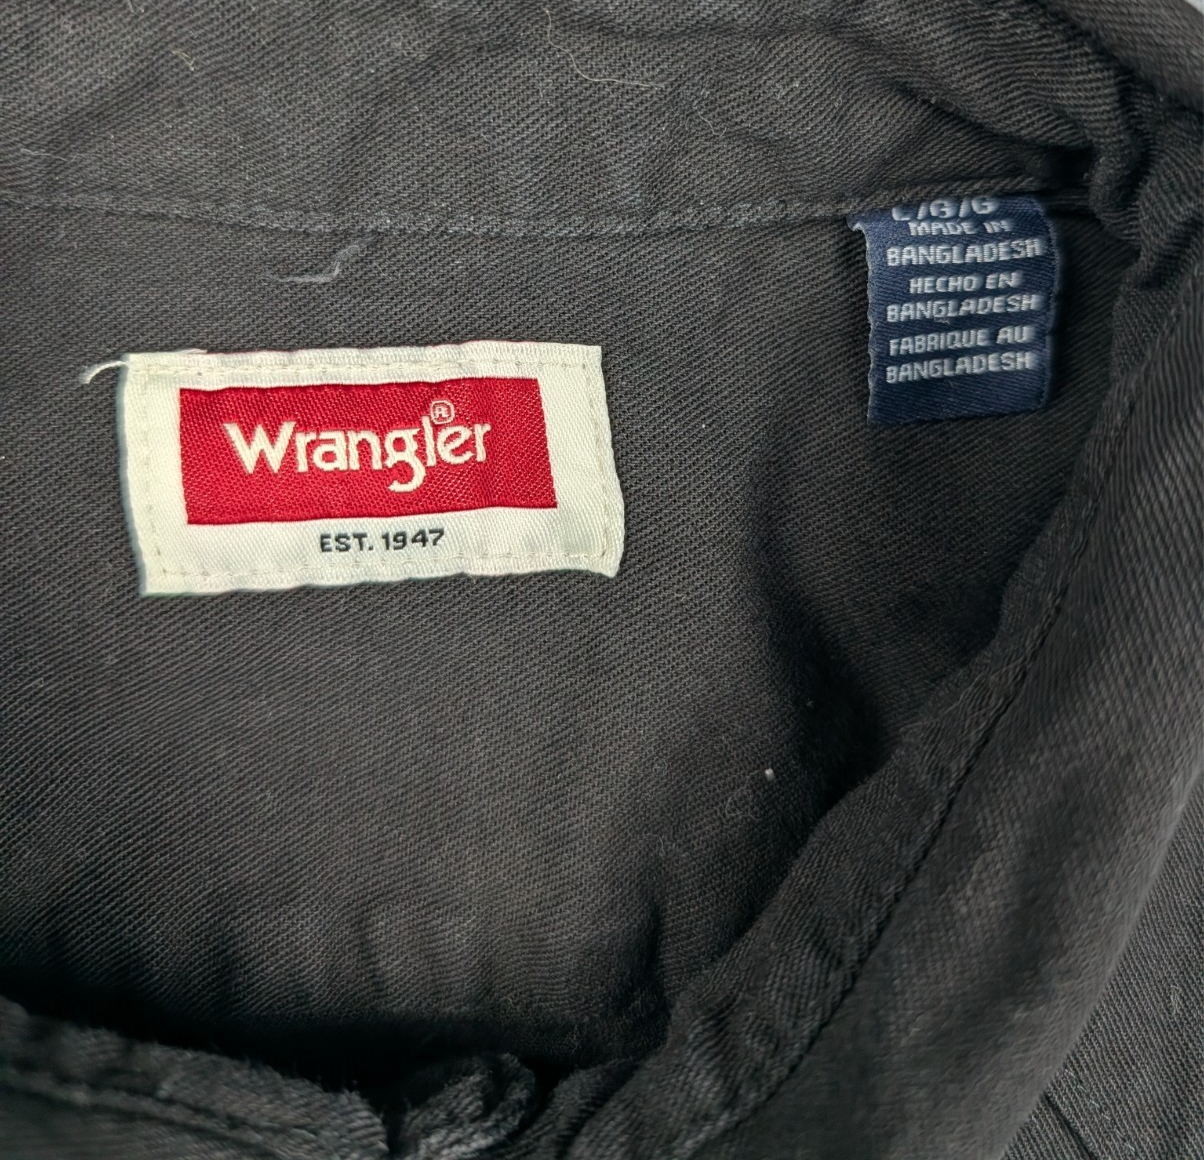 Wrangler®
EST. 1947
L/G/G
MADE IN
BANGLADESH
HECHO EN
BANGLADESH
FABRIQUE AU
BANGLADESH